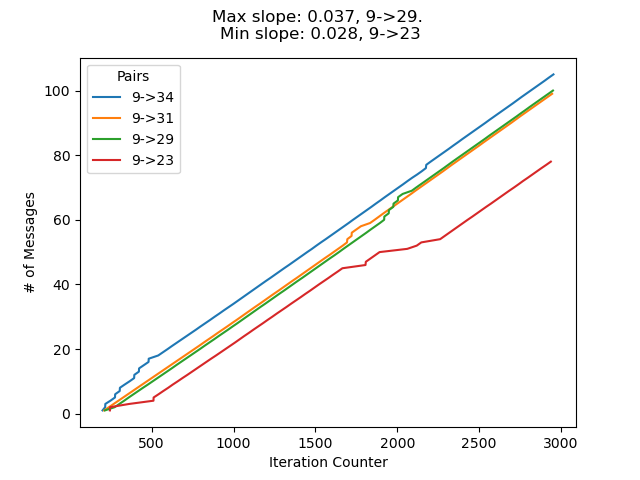 Max slope: 0.037, 9->29.
Min slope: 0.028, 9->23
Pairs
9->34
9->31
9->29
9->23
# of Messages
100
80
60
40
20
0
500 1000 1500 2000 2500 3000
Iteration Counter